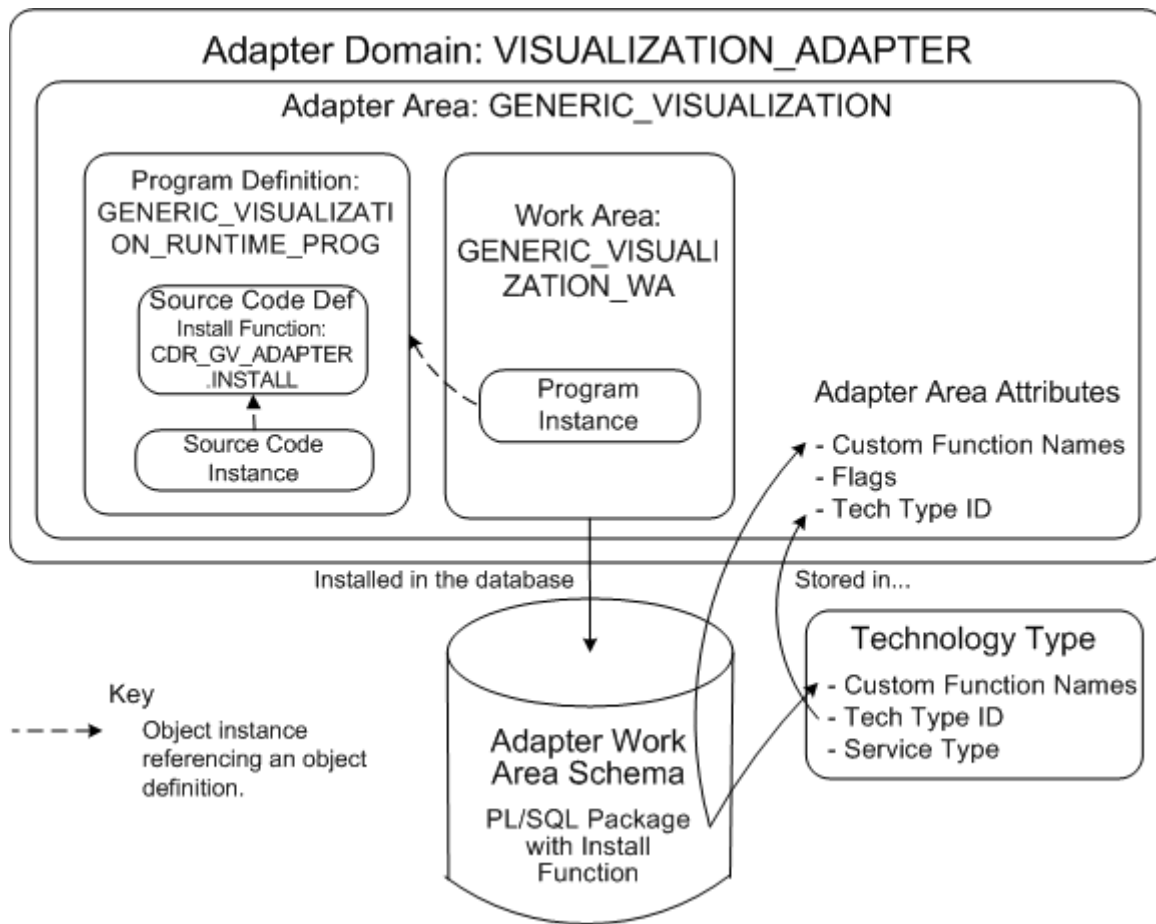 Adapter Domain: VISUALIZATION_ADAPTER
Adapter Area: GENERIC_VISUALIZATION
Program Definition:
GENERIC_VISUALIZATI
ON_RUNTIME_PROG
Source Code Def
Install Function:
CDR_GV_ADAPTER
.INSTALL
Source Code
Instance
Work Area:
GENERIC_VISUALI
ZATION_WA
Program
Instance
Adapter Area Attributes
- Custom Function Names
- Flags
- Tech Type ID
Installed in the database
Stored in...
Technology Type
- Custom Function Names
- Tech Type ID
- Service Type
Key
Object instance
referencing an object
definition.
Adapter Work
Area Schema
PL/SQL Package
with Install
Function